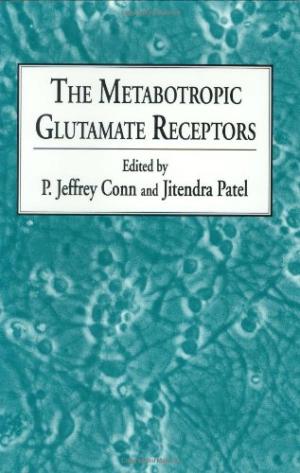 THE METABOTROPIC
GLUTAMATE RECEPTORS
Edited by
P. Jeffrey Conn and Jitendra Patel